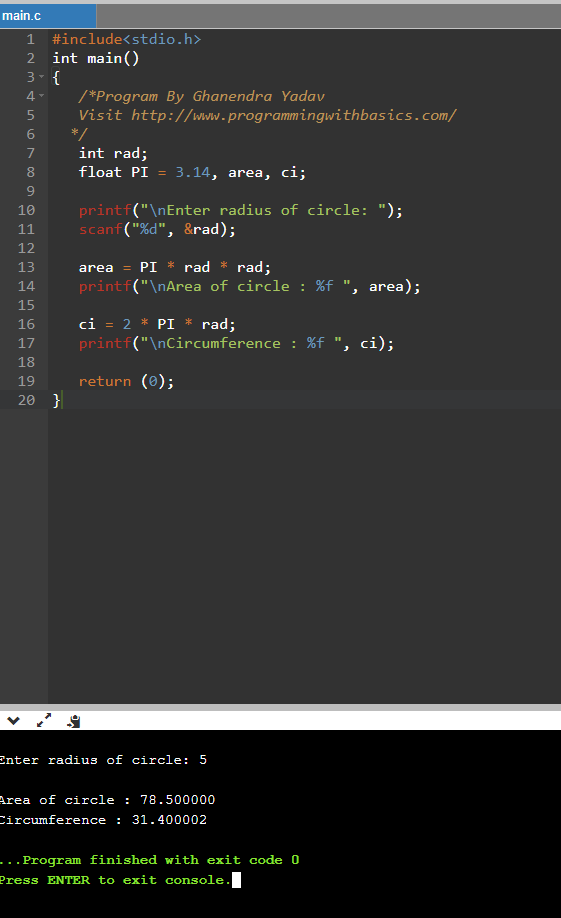 main.c
1 #include<stdio.h>
2 int main()
3 {
4 /*Program By Ghanendra Yadav
5 Visit http://www.programmingwithbasics.com/
6 */
7 int rad;
8 float PI = 3.14, area, ci;
9
10 printf("\nEnter radius of circle: ");
11 scanf("%d", &rad);
12
13 area = PI * rad * rad;
14 printf("\nArea of circle : %f ", area);
15
16 ci = 2 * PI * rad;
17 printf("\nCircumference : %f ", ci);
18
19 return (0);
20 }
Enter radius of circle: 5
Area of circle : 78.500000
Circumference : 31.400002
...Program finished with exit code 0
Press ENTER to exit console.